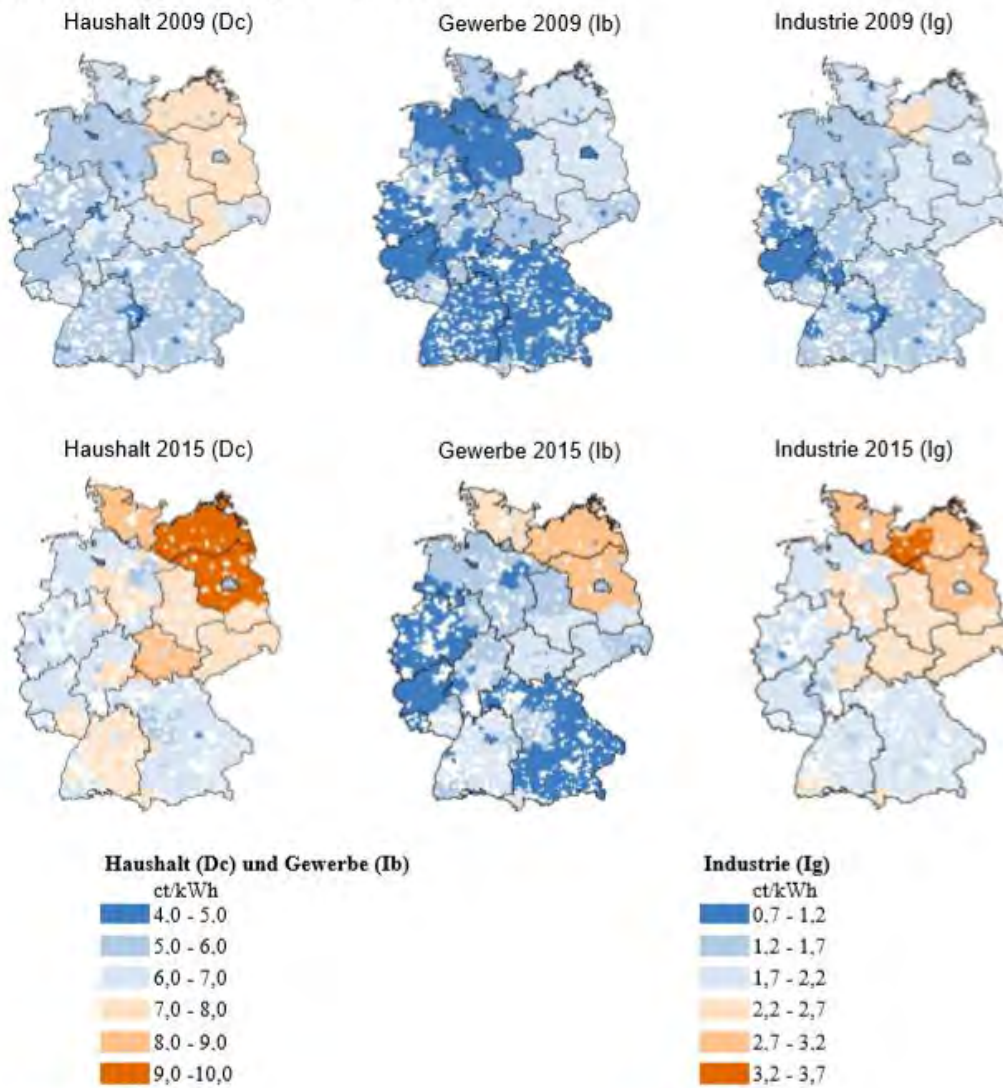 Haushalt 2009 (Dc) Gewerbe 2009 (Ib) Industrie 2009 (Ig)
Haushalt 2015 (Dc) Gewerbe 2015 (Ib) Industrie 2015 (Ig)
Haushalt (Dc) und Gewerbe (Ib)
ct/kWh
4,0 - 5,0
5,0 - 6,0
6,0 - 7,0
7,0 - 8,0
8,0 - 9,0
9,0 -10,0
Industrie (Ig)
ct/kWh
0,7 - 1,2
1,2 - 1,7
1,7 - 2,2
2,2 - 2,7
2,7 - 3,2
3,2 - 3,7